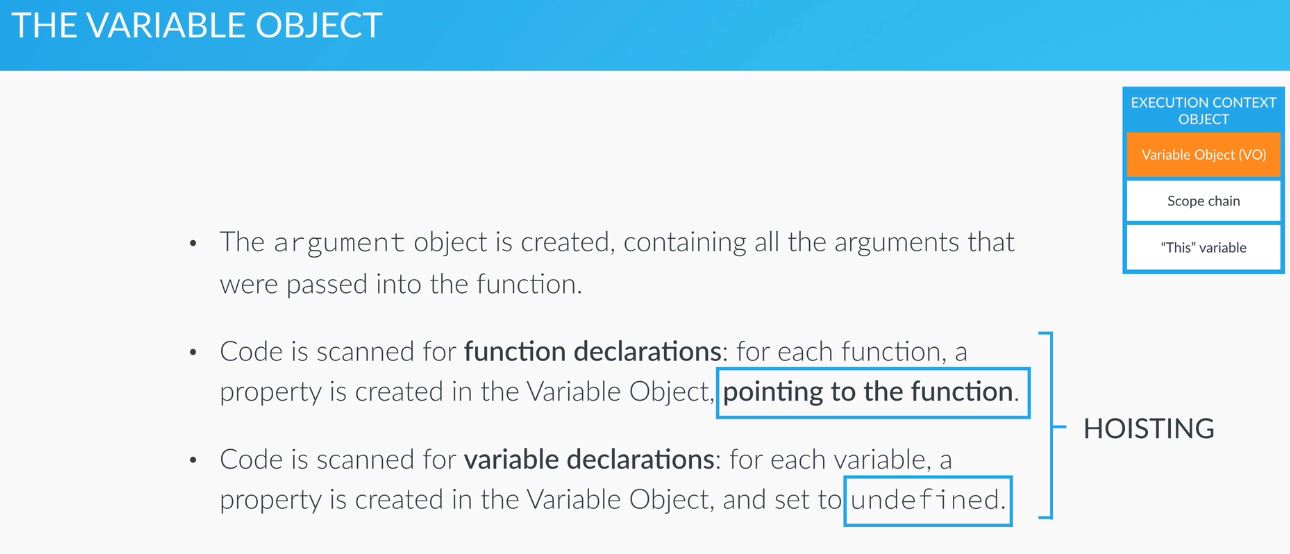 THE VARIABLE OBJECT
EXECUTION CONTEXT
OBJECT
Variable Object (VO)
Scope chain
“This” variable
• The argument object is created, containing all the arguments that
were passed into the function.
• Code is scanned for function declarations: for each function, a
property is created in the Variable Object, pointing to the function.
• Code is scanned for variable declarations: for each variable, a
property is created in the Variable Object, and set to undefined.
HOISTING